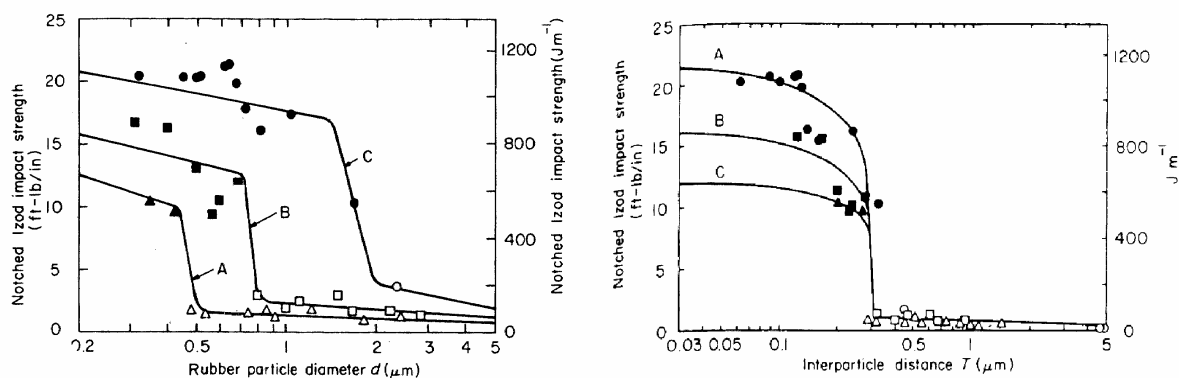 Notched Izod impact strength
(ft-lb/in)
25
20
15
10
5
0
A
B
C
1200
800
400
0
Notched Izod impact strength (Jm⁻¹)
0.2
0.5
1
2
3
4
5
Rubber particle diameter d (μm)
Notched Izod impact strength
(ft-lb/in)
25
20
15
10
5
0
A
B
C
1200
800
400
0
Jm⁻¹
0.03
0.05
0.1
0.5
1
5
Interparticle distance T (μm)